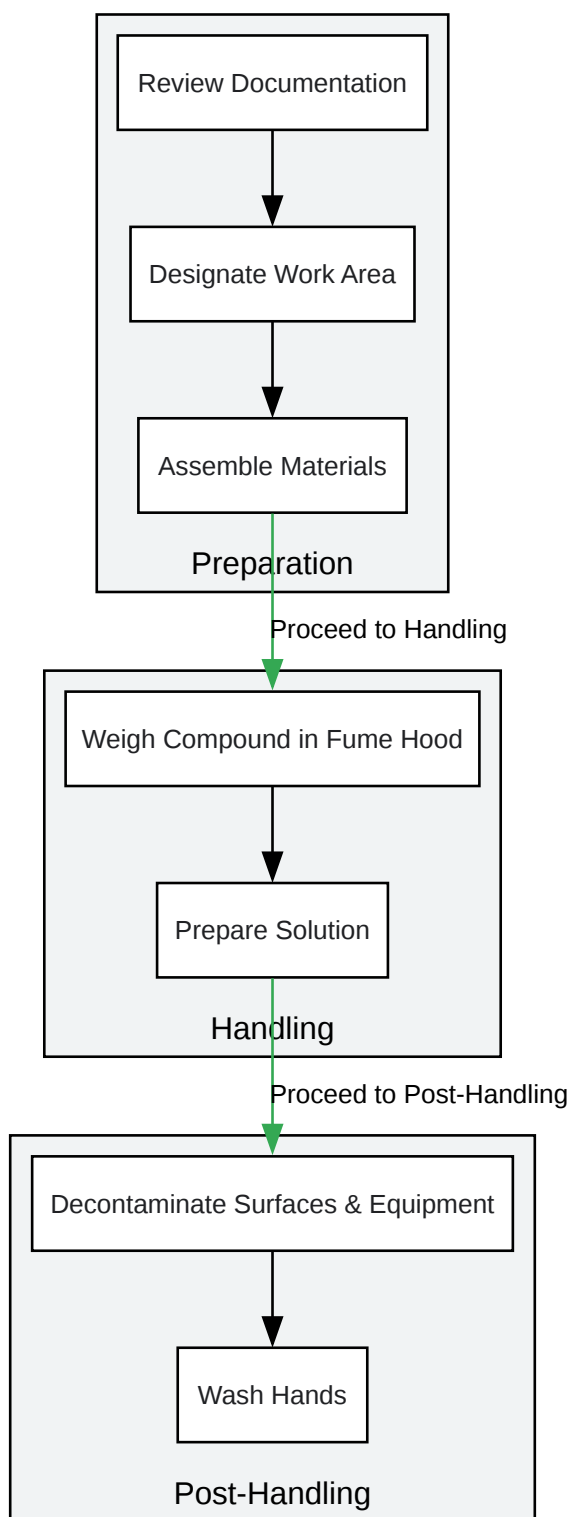 Review Documentation
Designate Work Area
Assemble Materials
Preparation
Proceed to Handling
Weigh Compound in Fume Hood
Prepare Solution
Handling
Proceed to Post-Handling
Decontaminate Surfaces & Equipment
Wash Hands
Post-Handling